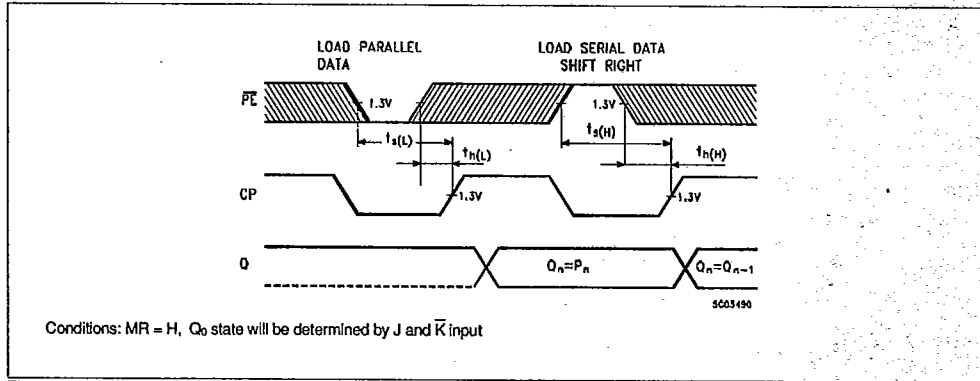 LOAD PARALLEL
DATA
LOAD SERIAL DATA
SHIFT RIGHT
P̅E̅
1.3V
1.3V
ts(L)
ts(H)
th(L)
th(H)
CP
1.3V
1.3V
Q
Qn=Pn
Qn=Qn-1
SC05490
Conditions: MR = H, Q0 state will be determined by J and K̅ input